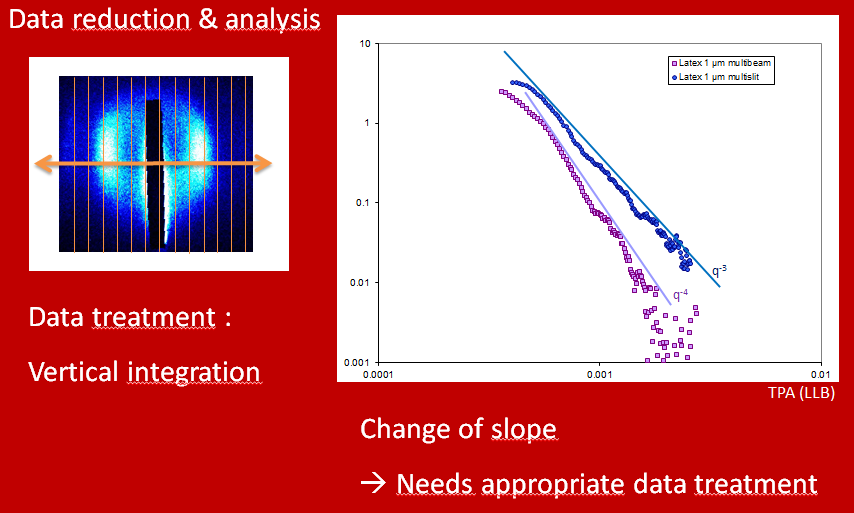 Data reduction & analysis
Data treatment :
Vertical integration
10
1
0.1
0.01
0.001
0.0001
0.001
0.01
Latex 1 µm multibeam
Latex 1 µm multislit
q-3
q-4
TPA (LLB)
Change of slope
→ Needs appropriate data treatment